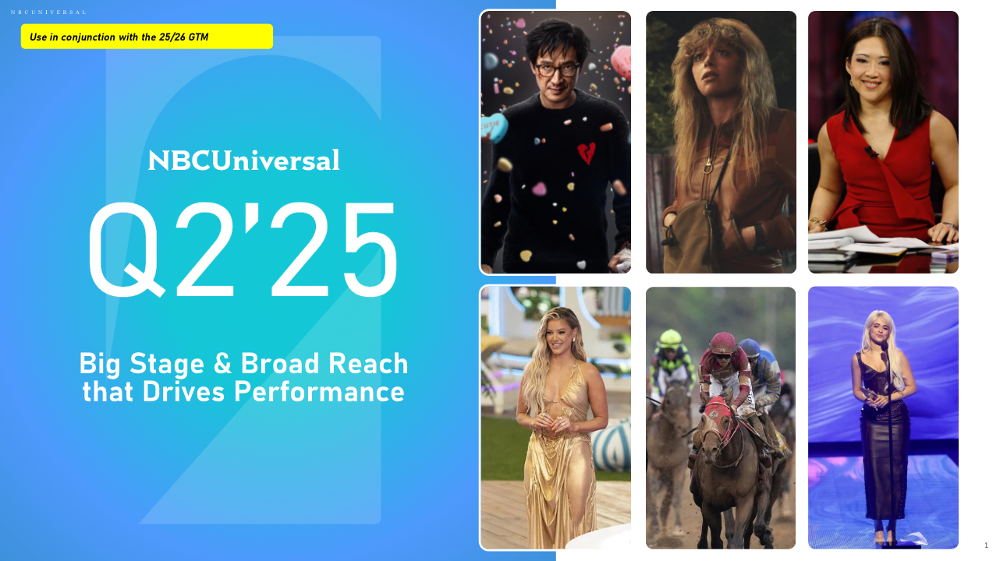 NBCUNIVERSAL
Use in conjunction with the 25/26 GTM
NBCUniversal
Q2'25
Big Stage & Broad Reach
that Drives Performance
CUTIE
1